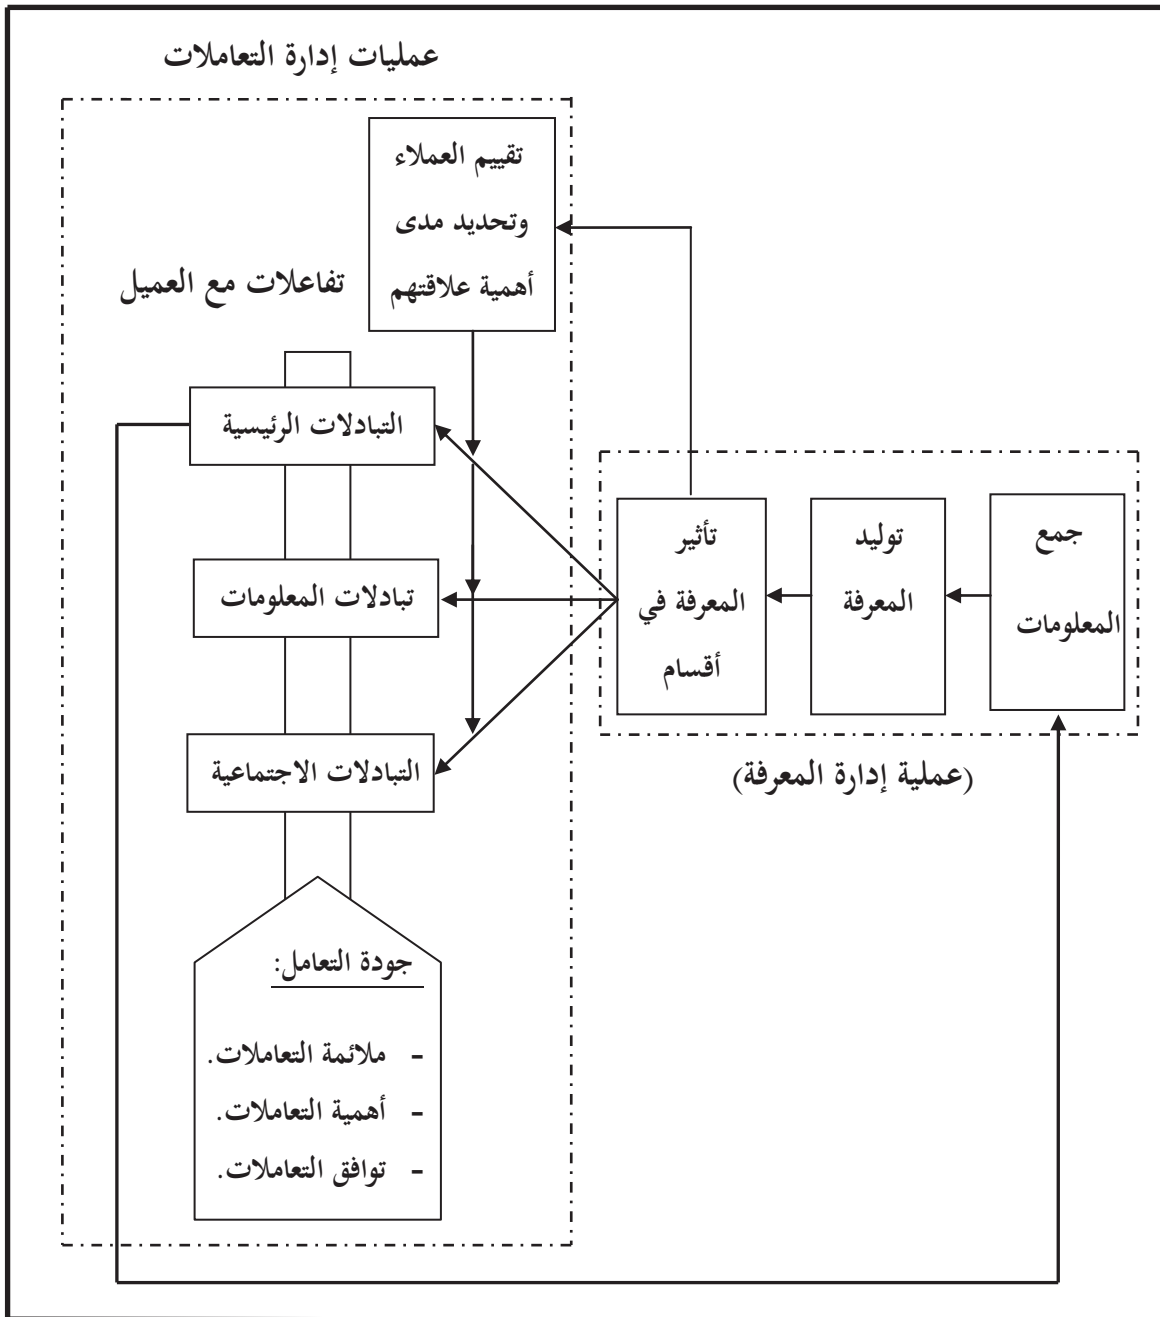 عمليات إدارة التعاملات
تقييم العملاء
وتحديد مدى
أهمية علاقتهم
تفاعلات مع العميل
التبادلات الرئيسية
تبادلات المعلومات
التبادلات الاجتماعية
جمع
المعلومات
توليد
المعرفة
تأثير
المعرفة في
أقسام
(عملية إدارة المعرفة)
جودة التعامل:
- ملائمة التعاملات.
- أهمية التعاملات.
- توافق التعاملات.